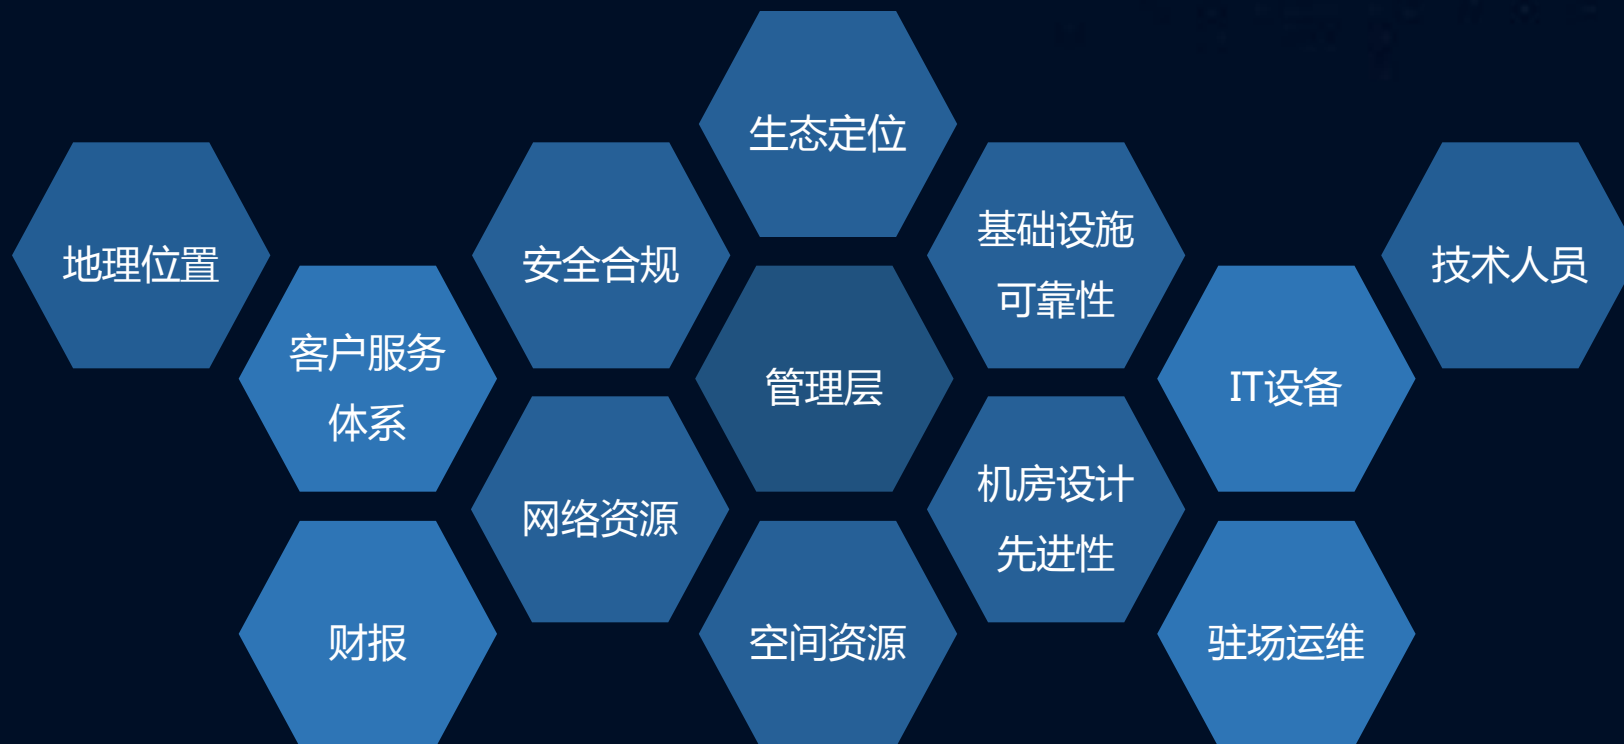 生态定位
地理位置
安全合规
基础设施
可靠性
技术人员
客户服务
体系
管理层
IT设备
网络资源
机房设计
先进性
财报
空间资源
驻场运维